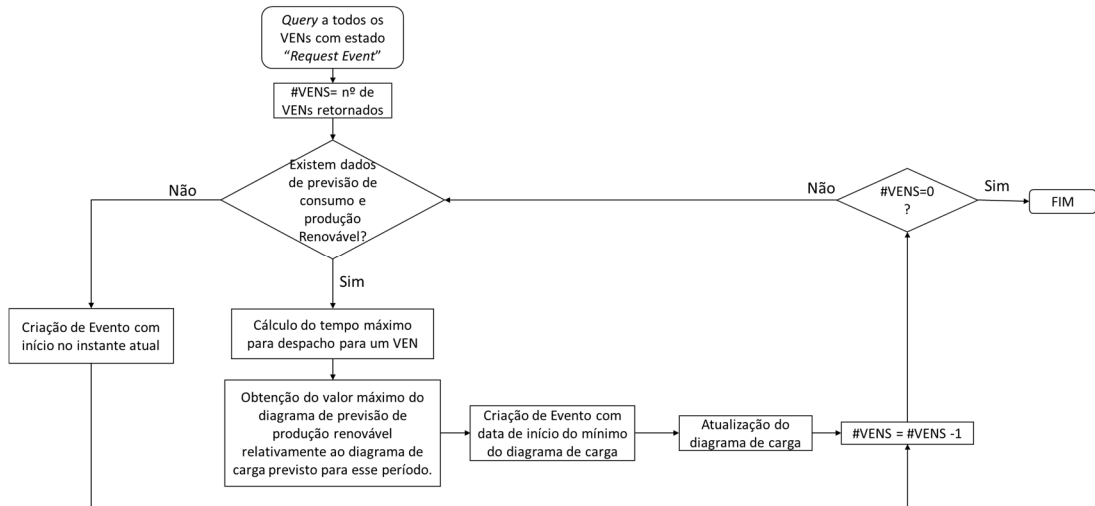 Query a todos os
VENs com estado
“Request Event”
#VENS= nº de
VENs retornados
Existem dados
de previsão de
consumo e
produção
Renovável?
Não
Sim
Criação de Evento com
início no instante atual
Cálculo do tempo máximo
para despacho para um VEN
Obtenção do valor máximo do
diagrama de previsão de
produção renovável
relativamente ao diagrama de
carga previsto para esse período.
Criação de Evento com
data de início do mínimo
do diagrama de carga
Atualização do
diagrama de carga
#VENS = #VENS -1
#VENS=0
?
Não
Sim
FIM